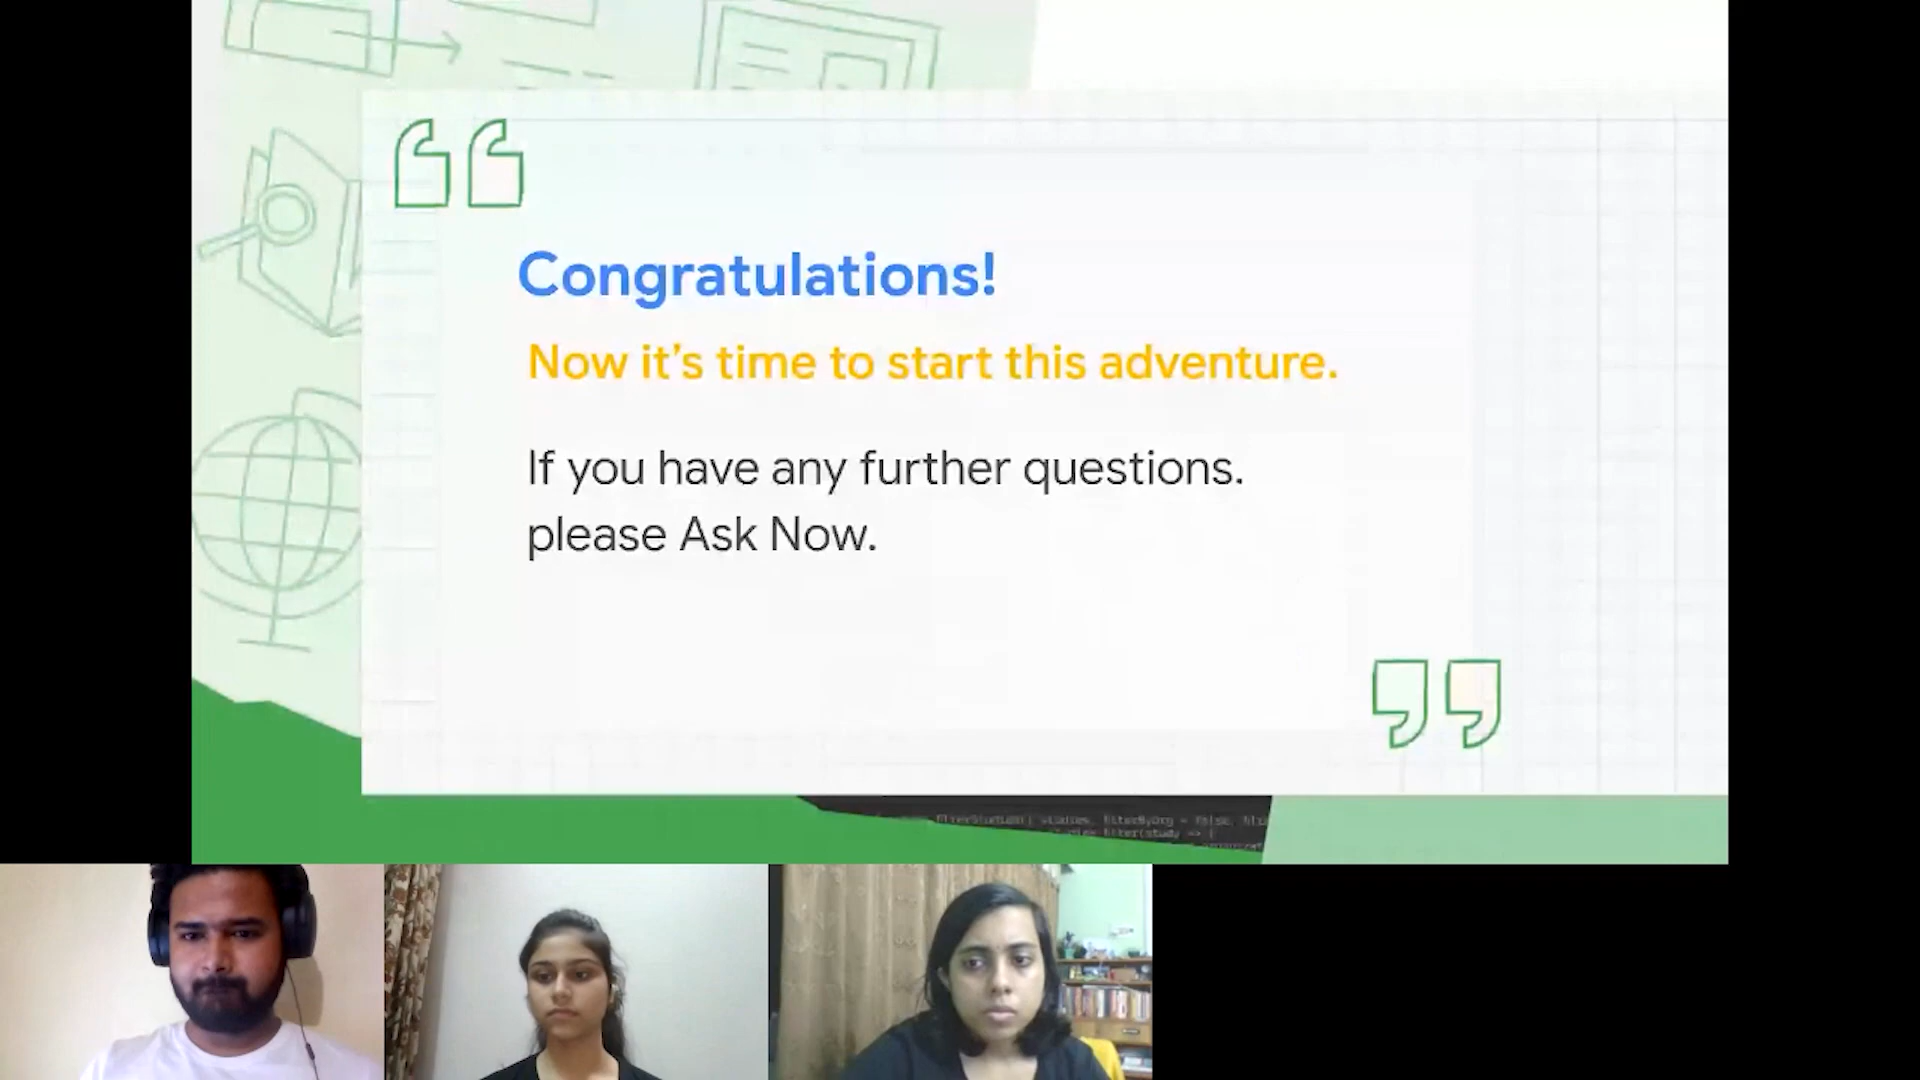 Congratulations!
Now it's time to start this adventure.
If you have any further questions.
please Ask Now.